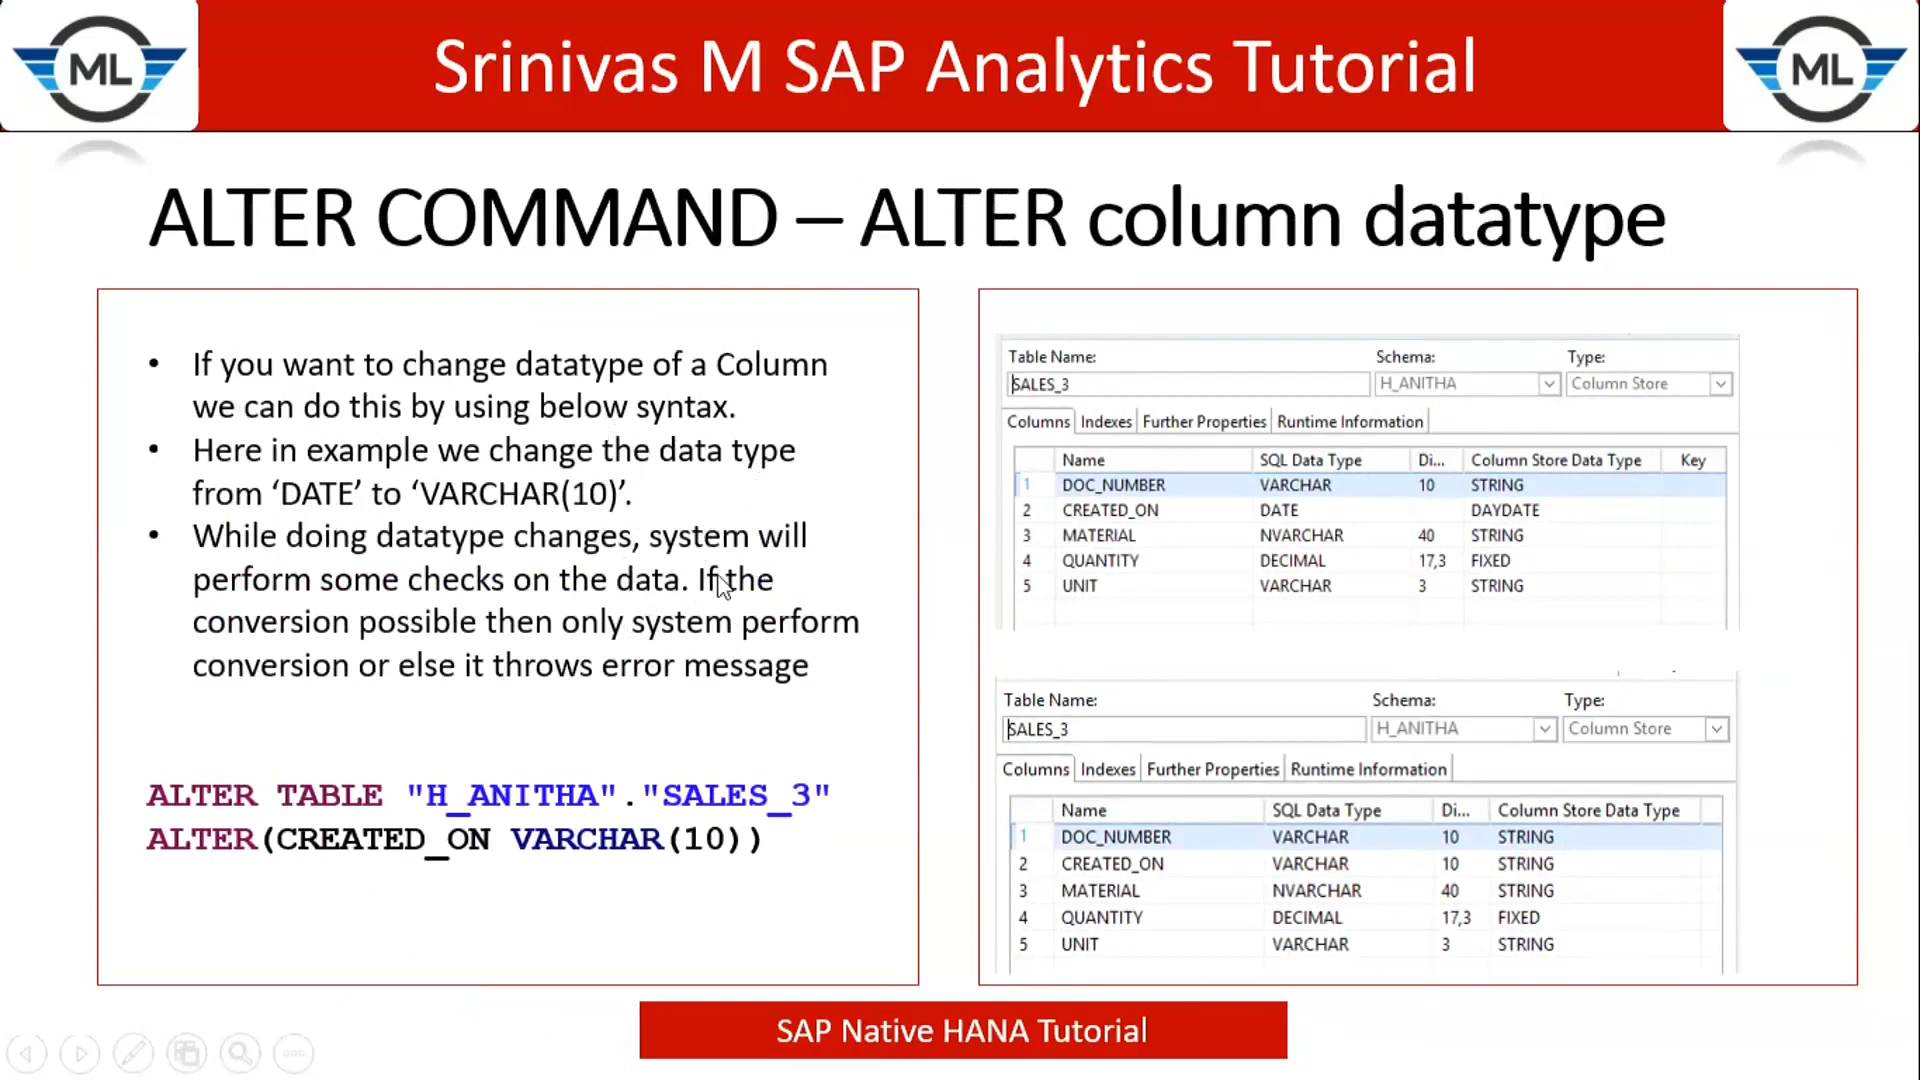 ML
Srinivas M SAP Analytics Tutorial
ML
ALTER COMMAND – ALTER column datatype
• If you want to change datatype of a Column
we can do this by using below syntax.
• Here in example we change the data type
from ‘DATE’ to ‘VARCHAR(10)’.
• While doing datatype changes, system will
perform some checks on the data. If the
conversion possible then only system perform
conversion or else it throws error message
ALTER TABLE "H_ANITHA"."SALES_3"
ALTER(CREATED_ON VARCHAR(10))
Table Name: Schema: Type:
SALES_3 H_ANITHA Column Store
Columns Indexes Further Properties Runtime Information
Name SQL Data Type Di... Column Store Data Type Key
1 DOC_NUMBER VARCHAR 10 STRING
2 CREATED_ON DATE DAYDATE
3 MATERIAL NVARCHAR 40 STRING
4 QUANTITY DECIMAL 17,3 FIXED
5 UNIT VARCHAR 3 STRING
Table Name: Schema: Type:
SALES_3 H_ANITHA Column Store
Columns Indexes Further Properties Runtime Information
Name SQL Data Type Di... Column Store Data Type
1 DOC_NUMBER VARCHAR 10 STRING
2 CREATED_ON VARCHAR 10 STRING
3 MATERIAL NVARCHAR 40 STRING
4 QUANTITY DECIMAL 17,3 FIXED
5 UNIT VARCHAR 3 STRING
SAP Native HANA Tutorial